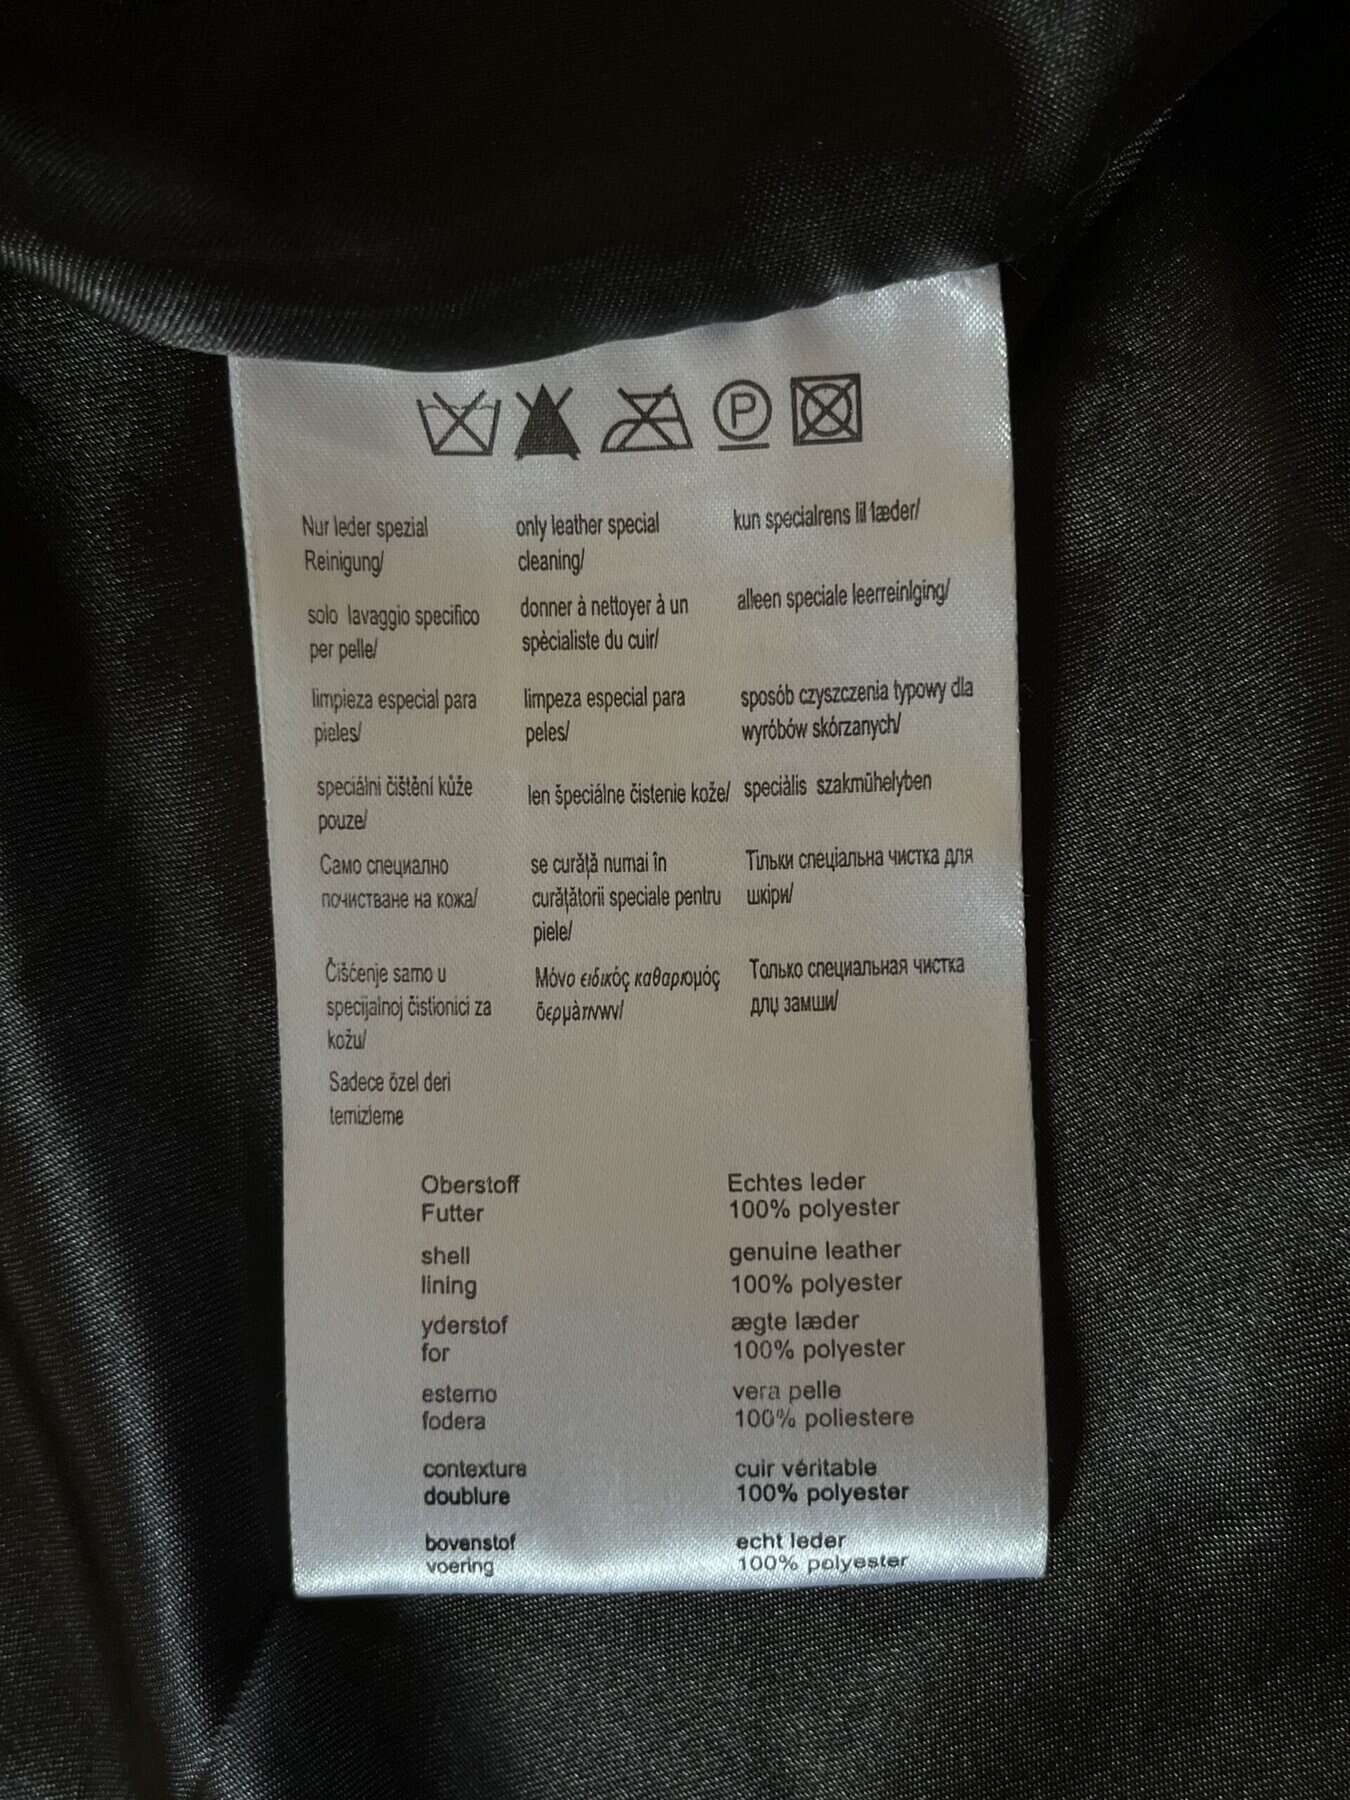 P
Nur leder spezial
Reinigung/
only leather special
cleaning/
kun specialrens lil læder/
solo lavaggio specifico
per pelle/
donner à nettoyer à un
spècialiste du cuir/
alleen speciale leerreinlging/
limpieza especial para
pieles/
limpeza especial para
peles/
sposób czyszczenia typowy dla
wyróbów skórzanych/
speciálni čištění kůže
pouze/
len špeciálne čistenie kože/
speciàlis szakmühelyben
Само специално
почистване на кожа/
se curăță numai în
curățătorii speciale pentru
piele/
Тільки спеціальна чистка для
шкіри/
Čišćenje samo u
specijalnoj čistionici za
kožu/
Μόνο ειδικός καθαρισμός
Только специальная чистка
длџ замши/
Sadece özel deri
temizleme
Oberstoff Echtes leder
Futter 100% polyester
shell genuine leather
lining 100% polyester
yderstof ægte læder
for 100% polyester
esterno vera pelle
fodera 100% poliestere
contexture cuir véritable
doublure 100% polyester
bovenstof echt leder
voering 100% polyester